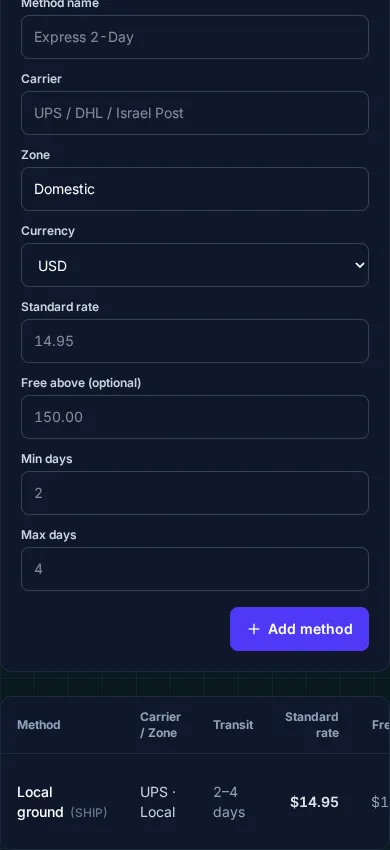 Method name
Express 2-Day
Carrier
UPS / DHL / Israel Post
Zone
Domestic
Currency
USD
Standard rate
14.95
Free above (optional)
150.00
Min days
2
Max days
4
+ Add method
Method
Carrier
/ Zone
Transit
Standard
rate
Fre
Local
ground (SHIP)
UPS ·
Local
2–4
days
$14.95
$1